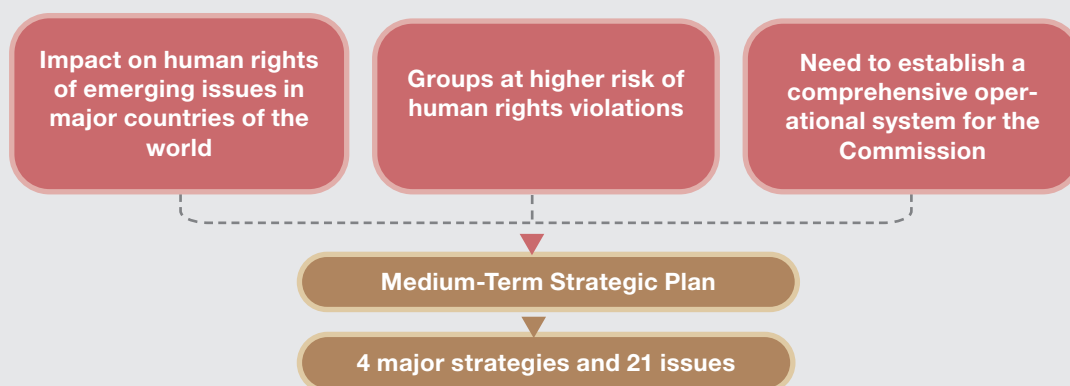 Impact on human rights
of emerging issues in
major countries of the
world
Groups at higher risk of
human rights violations
Need to establish a
comprehensive oper-
ational system for the
Commission
Medium-Term Strategic Plan
4 major strategies and 21 issues